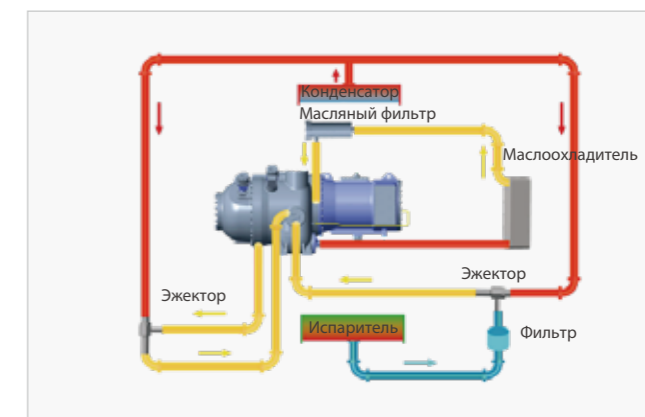 Конденсатор
Масляный фильтр
Маслоохладитель
Эжектор
Эжектор
Испаритель
Фильтр